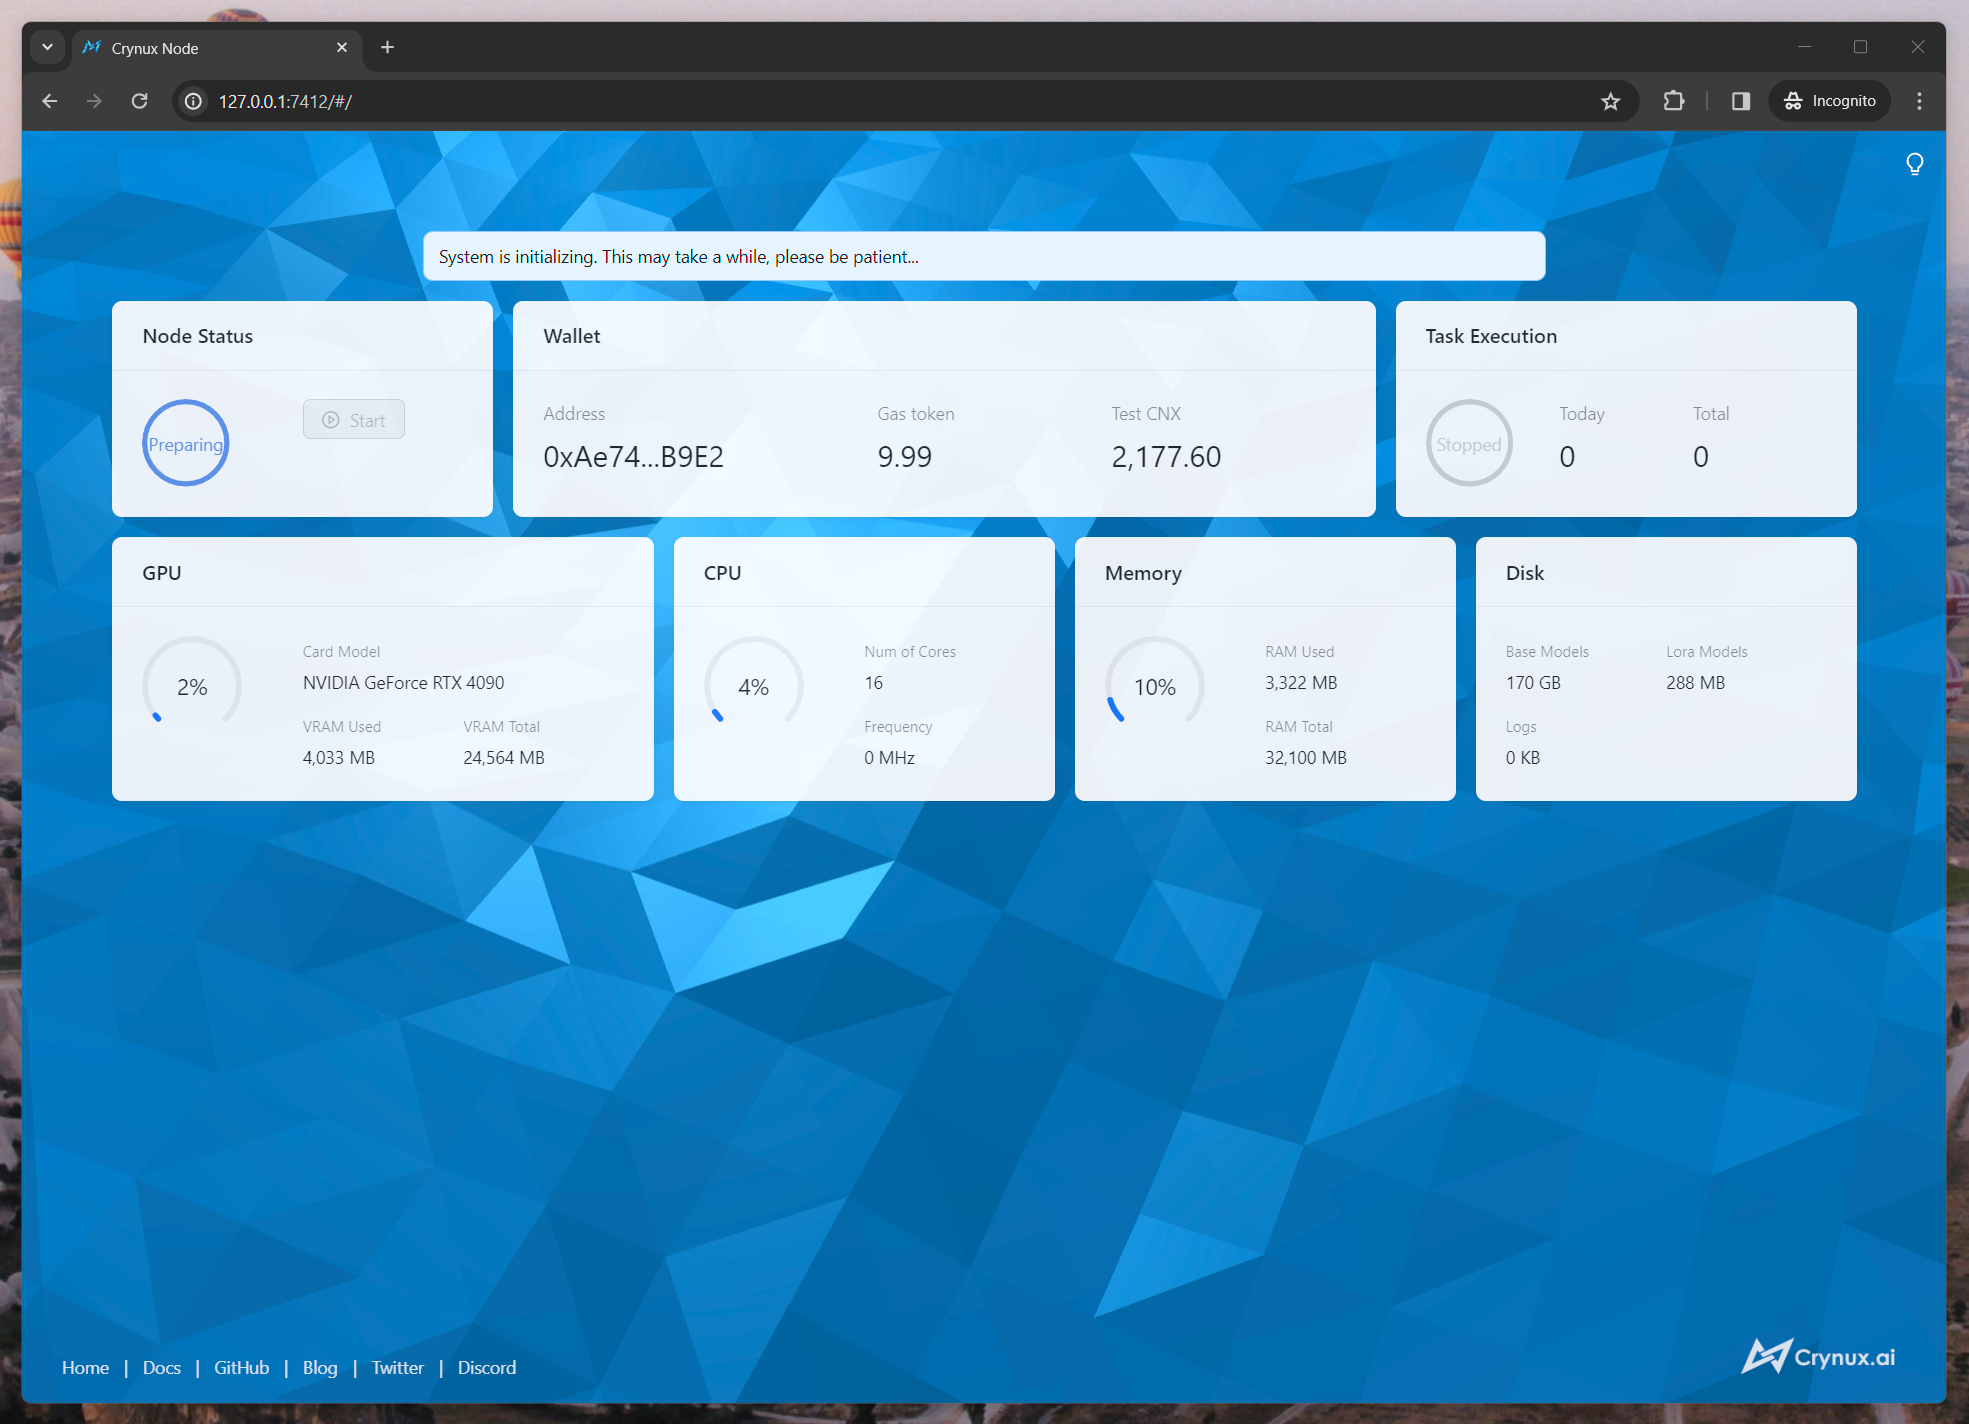 Crynux Node
127.0.0.1:7412/#/
Incognito
System is initializing. This may take a while, please be patient...
Node Status
Preparing
Start
Wallet
Address
Gas token
Test CNX
0xAe74...B9E2
9.99
2,177.60
Task Execution
Stopped
Today
Total
0
0
GPU
2%
Card Model
NVIDIA GeForce RTX 4090
VRAM Used
VRAM Total
4,033 MB
24,564 MB
CPU
4%
Num of Cores
16
Frequency
0 MHz
Memory
10%
RAM Used
3,322 MB
RAM Total
32,100 MB
Disk
Base Models
Lora Models
170 GB
288 MB
Logs
0 KB
Home | Docs | GitHub | Blog | Twitter | Discord
Crynux.ai